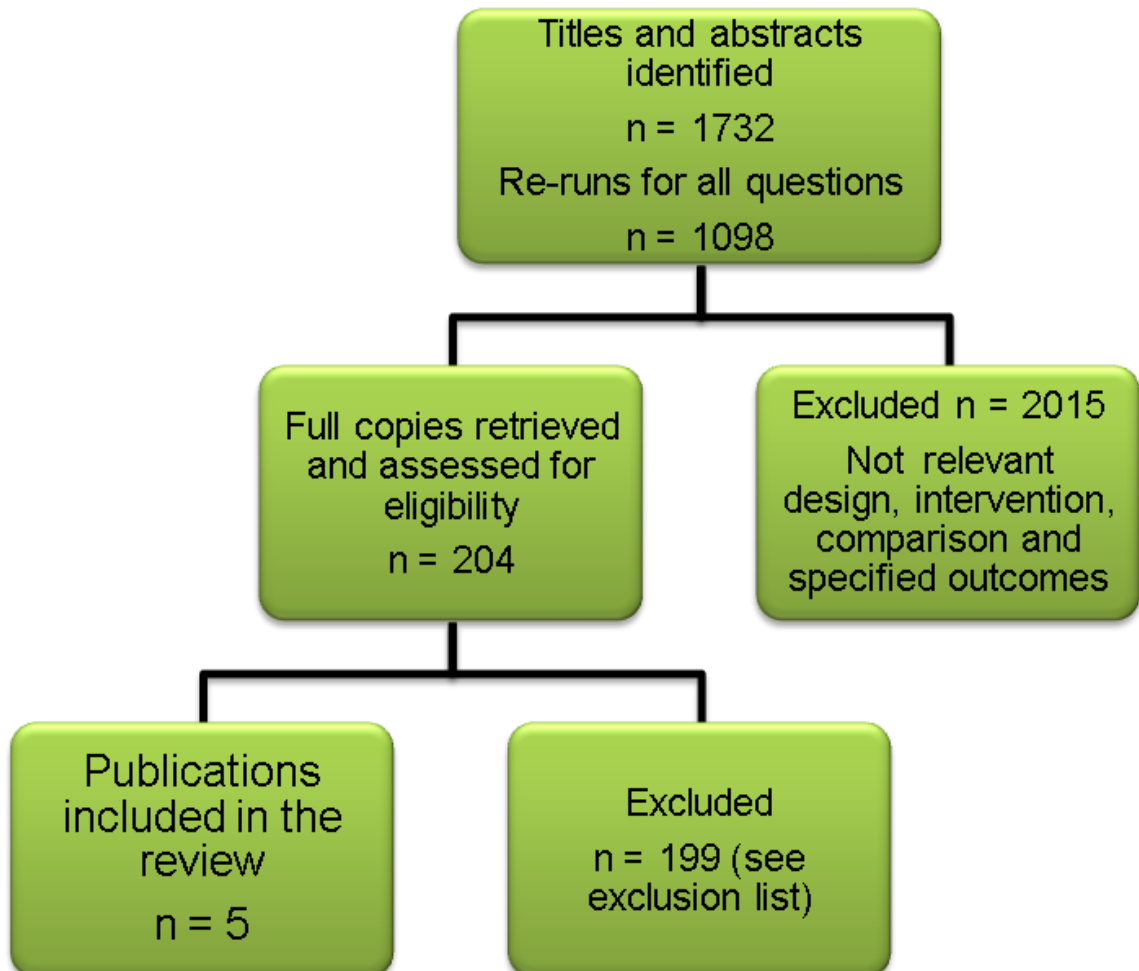 Titles and abstracts
identified
n = 1732
Re-runs for all questions
n = 1098
Full copies retrieved
and assessed for
eligibility
n = 204
Excluded n = 2015
Not relevant
design, intervention,
comparison and
specified outcomes
Publications
included in the
review
n = 5
Excluded
n = 199 (see
exclusion list)